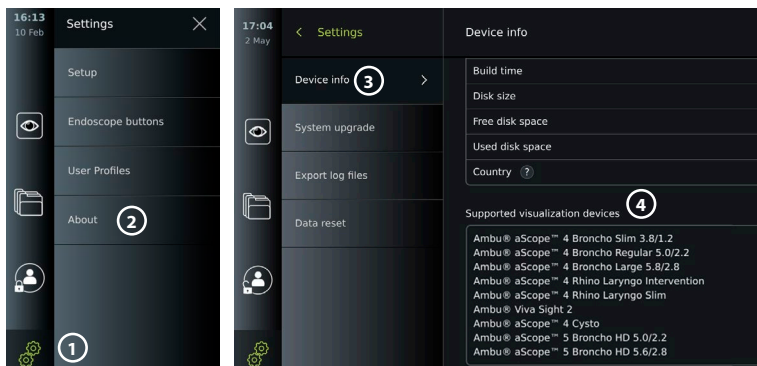 16:13
10 Feb
Settings
Setup
Endoscope buttons
User Profiles
About
2
1
17:04
2 May
< Settings
Device info
3
>
System upgrade
Export log files
Data reset
Device info
Build time
Disk size
Free disk space
Used disk space
Country ?
Supported visualization devices
4
Ambu® aScope™ 4 Broncho Slim 3.8/1.2
Ambu® aScope™ 4 Broncho Regular 5.0/2.2
Ambu® aScope™ 4 Broncho Large 5.8/2.8
Ambu® aScope™ 4 Rhino Laryngo Intervention
Ambu® aScope™ 4 Rhino Laryngo Slim
Ambu® Viva Sight 2
Ambu® aScope™ 4 Cysto
Ambu® aScope™ 5 Broncho HD 5.0/2.2
Ambu® aScope™ 5 Broncho HD 5.6/2.8